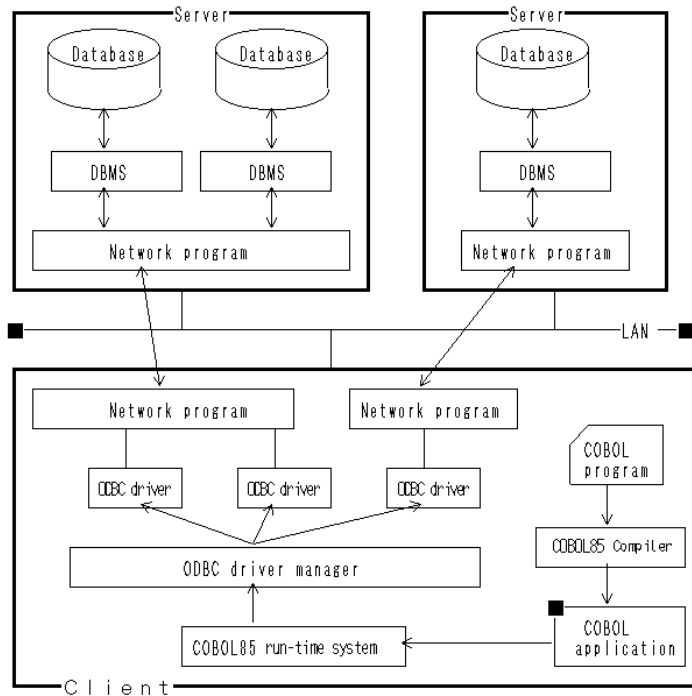 Server
Server
Database
Database
Database
DBMS
DBMS
DBMS
Network program
Network program
LAN
Network program
Network program
COBOL
program
ODBC driver
ODBC driver
ODBC driver
COBOL85 Compiler
ODBC driver manager
COBOL
application
COBOL85 run-time system
Client